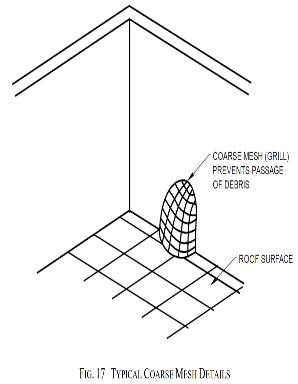 COARSE MESH (GRILL)
PREVENTS PASSAGE
OF DEBRIS
ROOF SURFACE
FIG. 17 TYPICAL COARSE MESH DETAILS